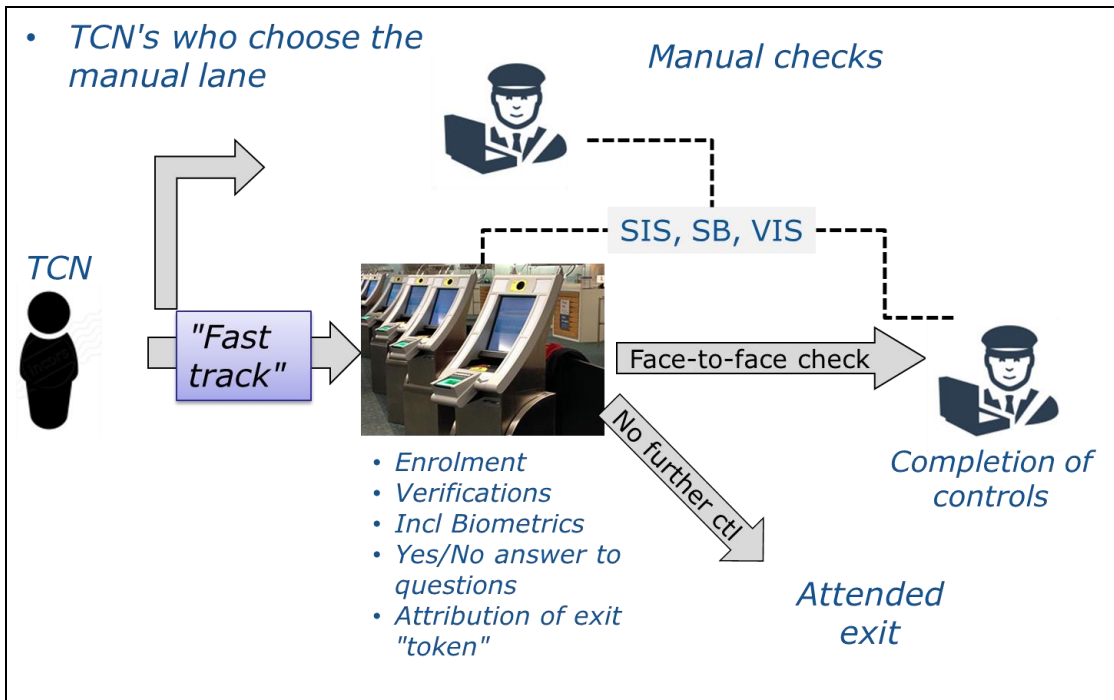 • TCN's who choose the
manual lane
Manual checks
SIS, SB, VIS
TCN
"Fast
track"
Face-to-face check
No further ctl
• Enrolment
• Verifications
• Incl Biometrics
• Yes/No answer to
questions
• Attribution of exit
"token"
Completion of
controls
Attended
exit